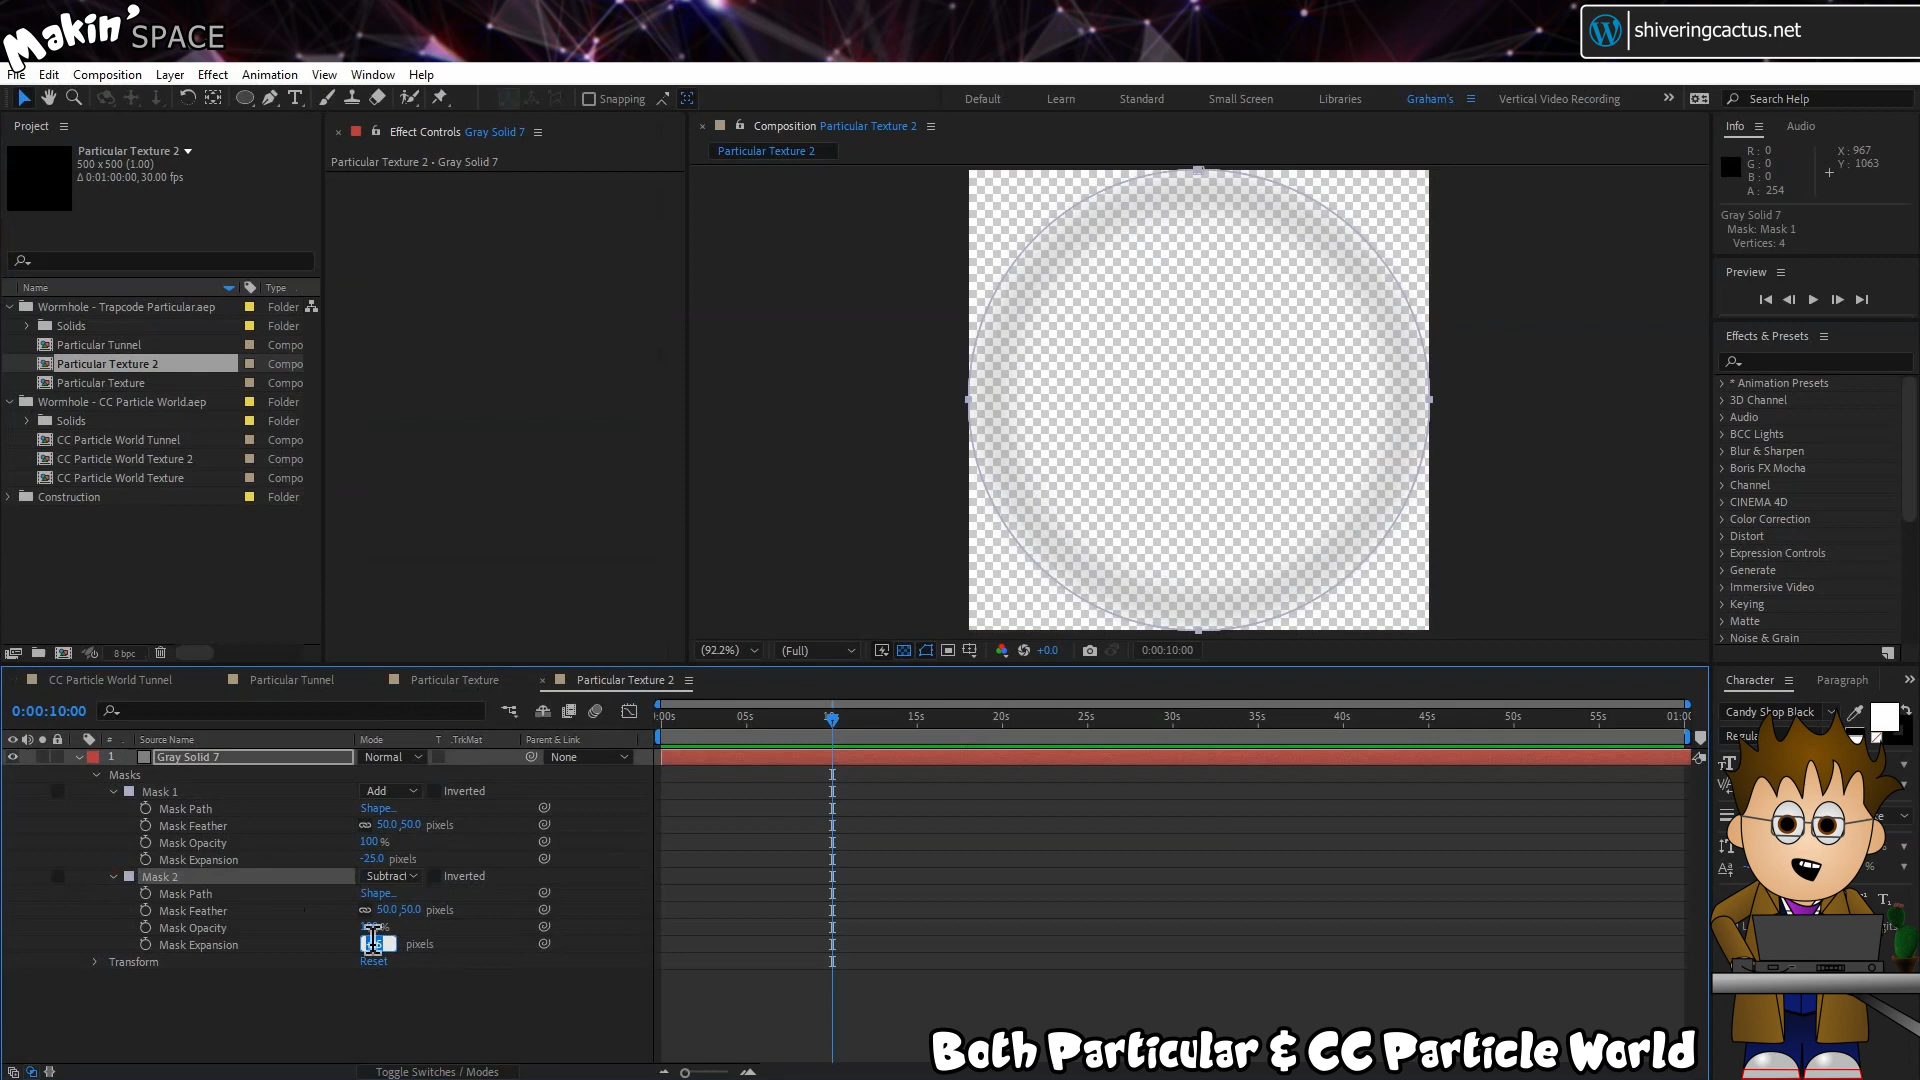 Makin' SPACE
shiveringcactus.net
File Edit Composition Layer Effect Animation View Window Help
Snapping
Default Learn Standard Small Screen Libraries Graham's Vertical Video Recording
Search Help
Project
Particular Texture 2
500 x 500 (1.00)
Δ 0:01:00:00, 30.00 fps
Name Type
Wormhole - Trapcode Particular.aep Folder
Solids Folder
Particular Tunnel Compo
Particular Texture 2 Compo
Particular Texture Compo
Wormhole - CC Particle World.aep Folder
Solids Folder
CC Particle World Tunnel Compo
CC Particle World Texture 2 Compo
CC Particle World Texture Compo
Construction Folder
8 bpc
Effect Controls Gray Solid 7
Particular Texture 2 • Gray Solid 7
Composition Particular Texture 2
Particular Texture 2
(92.2%) (Full) +0.0 0:00:10:00
Info Audio
R: 0 X: 967
G: 0 Y: 1063
B: 0
A: 254
Gray Solid 7
Mask: Mask 1
Vertices: 4
Preview
Effects & Presets
* Animation Presets
3D Channel
Audio
BCC Lights
Blur & Sharpen
Boris FX Mocha
Channel
CINEMA 4D
Color Correction
Distort
Expression Controls
Generate
Immersive Video
Keying
Matte
Noise & Grain
Character Paragraph
Candy Shop Black
CC Particle World Tunnel Particular Tunnel Particular Texture Particular Texture 2
0:00:10:00
:00s 05s 10s 15s 20s 25s 30s 35s 40s 45s 50s 55s 01:00
# Source Name Mode T .TrkMat Parent & Link
1 Gray Solid 7 Normal None
Masks
Mask 1 Add Inverted
Mask Path Shape...
Mask Feather 50.0,50.0 pixels
Mask Opacity 100 %
Mask Expansion -25.0 pixels
Mask 2 Subtract Inverted
Mask Path Shape...
Mask Feather 50.0,50.0 pixels
Mask Opacity %
Mask Expansion pixels
Transform Reset
Toggle Switches / Modes
Both Particular & CC Particle World